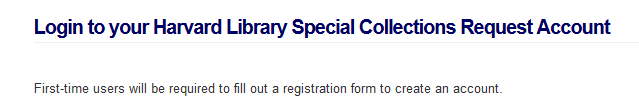 Login to your Harvard Library Special Collections Request Account
First-time users will be required to fill out a registration form to create an account.